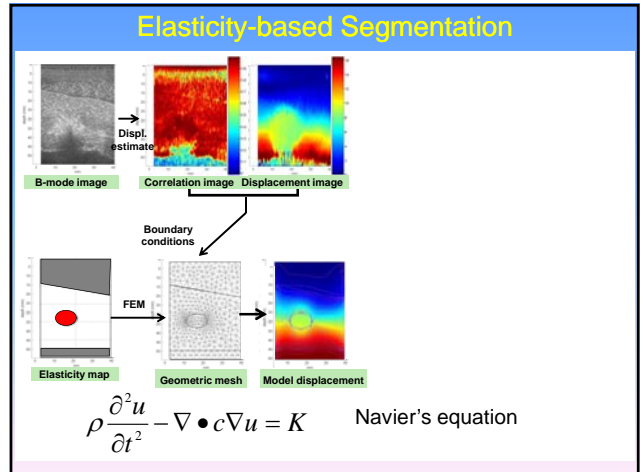 Elasticity-based Segmentation
Displ.
estimate
B-mode image
Correlation image
Displacement image
Boundary
conditions
FEM
Elasticity map
Geometric mesh
Model displacement
ρ ∂²u/∂t² − ∇ • c∇u = K
Navier's equation